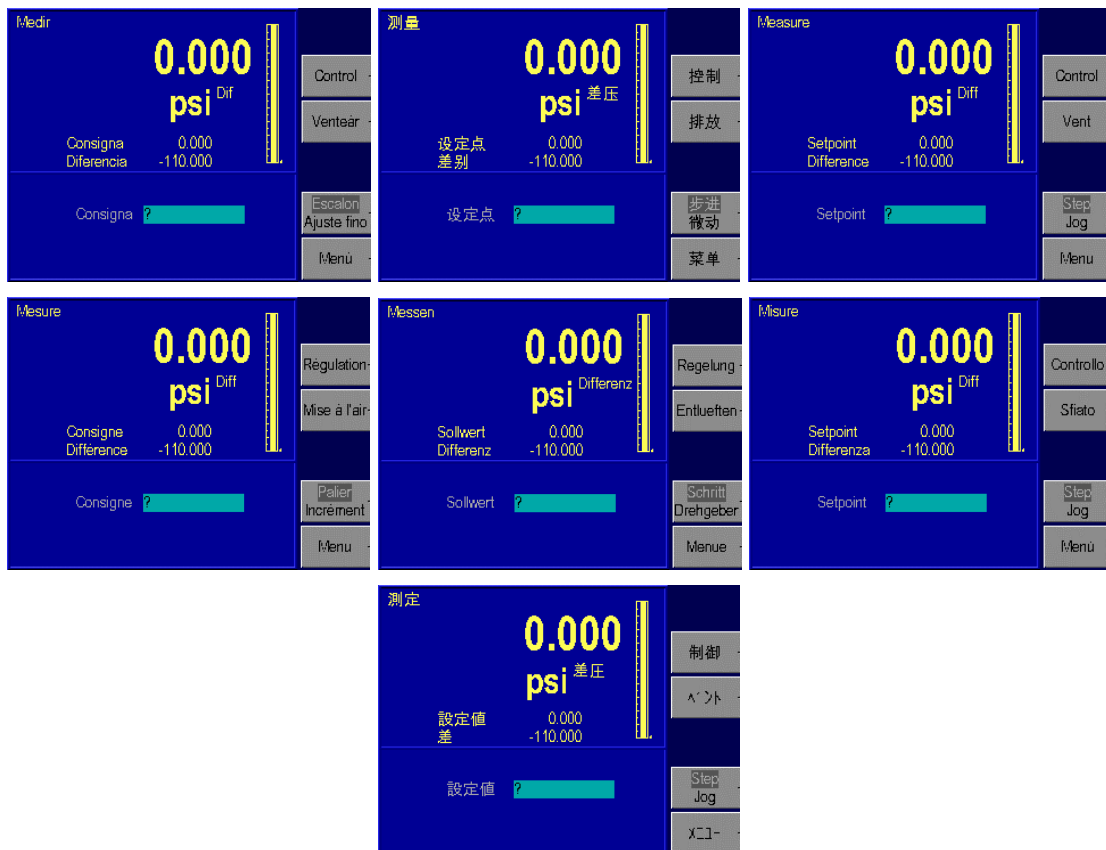 Medir
0.000
psi Dif
Consigna 0.000
Diferencia -110.000
Consigna ?
Control
Ventear
Escalon
Ajuste fino
Menú
测量
0.000
psi 差压
设定点 0.000
差别 -110.000
设定点 ?
控制
排放
步进
微动
菜单
Measure
0.000
psi Diff
Setpoint 0.000
Difference -110.000
Setpoint ?
Control
Vent
Step
Jog
Menu
Mesure
0.000
psi Diff
Consigne 0.000
Différence -110.000
Consigne ?
Régulation
Mise à l'air
Palier
Incrément
Menu
Messen
0.000
psi Differenz
Sollwert 0.000
Differenz -110.000
Sollwert ?
Regelung
Entlueften
Schritt
Drehgeber
Menue
Misure
0.000
psi Diff
Setpoint 0.000
Differenza -110.000
Setpoint ?
Controllo
Sfiato
Step
Jog
Menù
測定
0.000
psi 差圧
設定値 0.000
差 -110.000
設定値 ?
制御
ベント
Step
Jog
メニュー